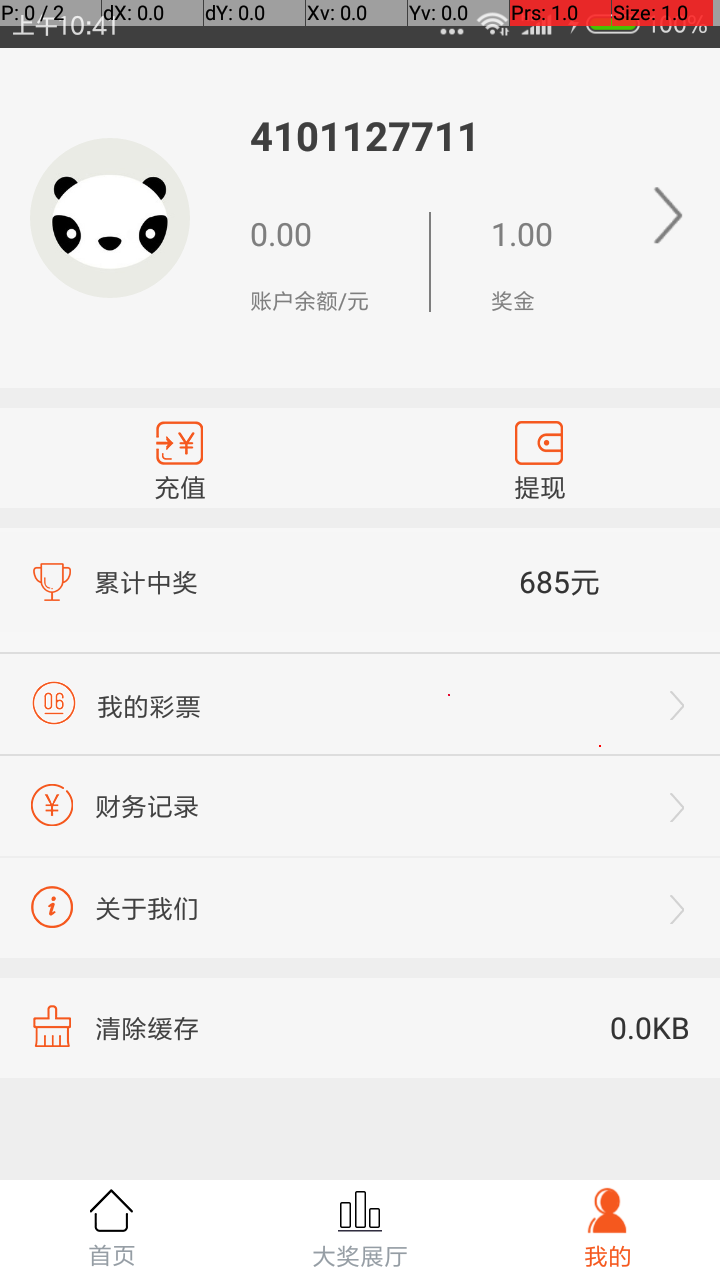 P: 0 / 2 dX: 0.0 dY: 0.0 Xv: 0.0 Yv: 0.0 Prs: 1.0 Size: 1.0
上午10:41 100%
4101127711
0.00 1.00
账户余额/元 奖金
充值 提现
累计中奖 685元
06 我的彩票
财务记录
关于我们
清除缓存 0.0KB
首页 大奖展厅 我的